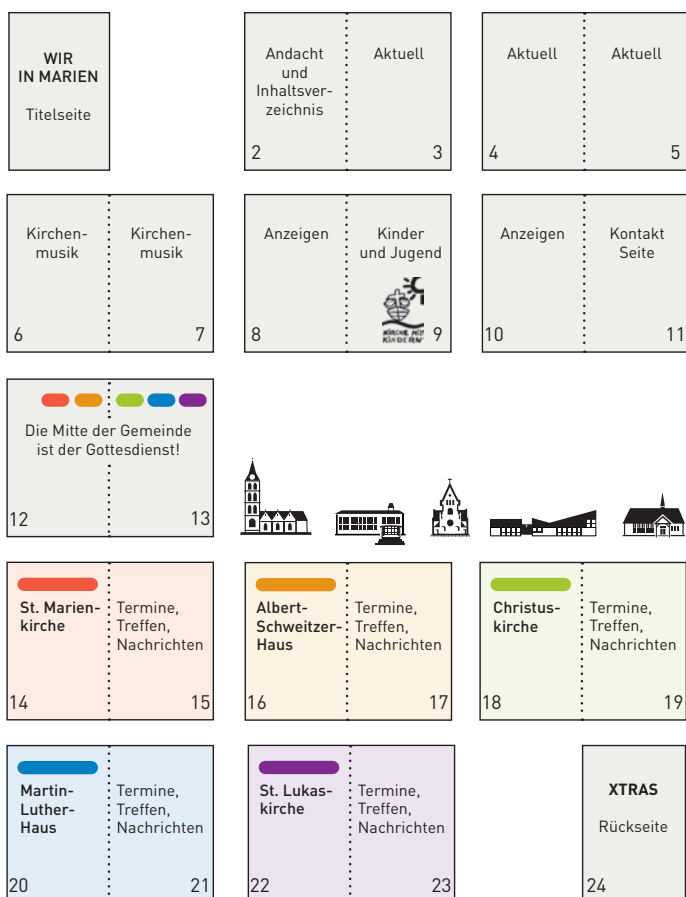 WIR
IN MARIEN
Titelseite
Andacht
und
Inhaltsver-
zeichnis
2
Aktuell
3
Aktuell
4
Aktuell
5
Kirchen-
musik
6
Kirchen-
musik
7
Anzeigen
8
Kinder
und Jugend
KIRCHE MIT
KINDERN
9
Anzeigen
10
Kontakt
Seite
11
Die Mitte der Gemeinde
ist der Gottesdienst!
12
13
St. Marien-
kirche
14
Termine,
Treffen,
Nachrichten
15
Albert-
Schweitzer-
Haus
16
Termine,
Treffen,
Nachrichten
17
Christus-
kirche
18
Termine,
Treffen,
Nachrichten
19
Martin-
Luther-
Haus
20
Termine,
Treffen,
Nachrichten
21
St. Lukas-
kirche
22
Termine,
Treffen,
Nachrichten
23
XTRAS
Rückseite
24